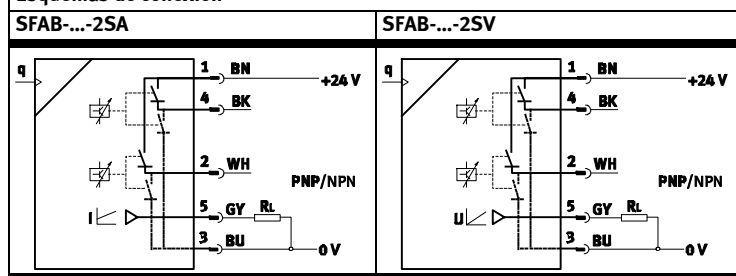 Esquemas de conexión
SFAB-...-2SA
SFAB-...-2SV
q
1 BN
+24 V
4 BK
2 WH
PNP/NPN
I
5 GY RL
3 BU
0 V
q
1 BN
+24 V
4 BK
2 WH
PNP/NPN
U
5 GY RL
3 BU
0 V